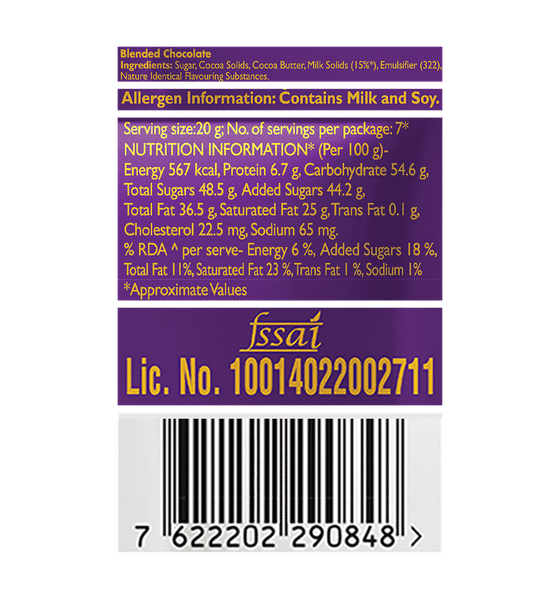 Blended Chocolate
Ingredients: Sugar, Cocoa Solids, Cocoa Butter, Milk Solids (15%*), Emulsifier (322),
Nature Identical Flavouring Substances.
Allergen Information: Contains Milk and Soy.
Serving size:20 g; No. of servings per package: 7*
NUTRITION INFORMATION* (Per 100 g)-
Energy 567 kcal, Protein 6.7 g, Carbohydrate 54.6 g,
Total Sugars 48.5 g, Added Sugars 44.2 g,
Total Fat 36.5 g, Saturated Fat 25 g, Trans Fat 0.1 g,
Cholesterol 22.5 mg, Sodium 65 mg.
% RDA ^ per serve- Energy 6 %, Added Sugars 18 %,
Total Fat 11%, Saturated Fat 23 %, Trans Fat 1 %, Sodium 1%
*Approximate Values
fssai
Lic. No. 10014022002711
7 622202 290848 >